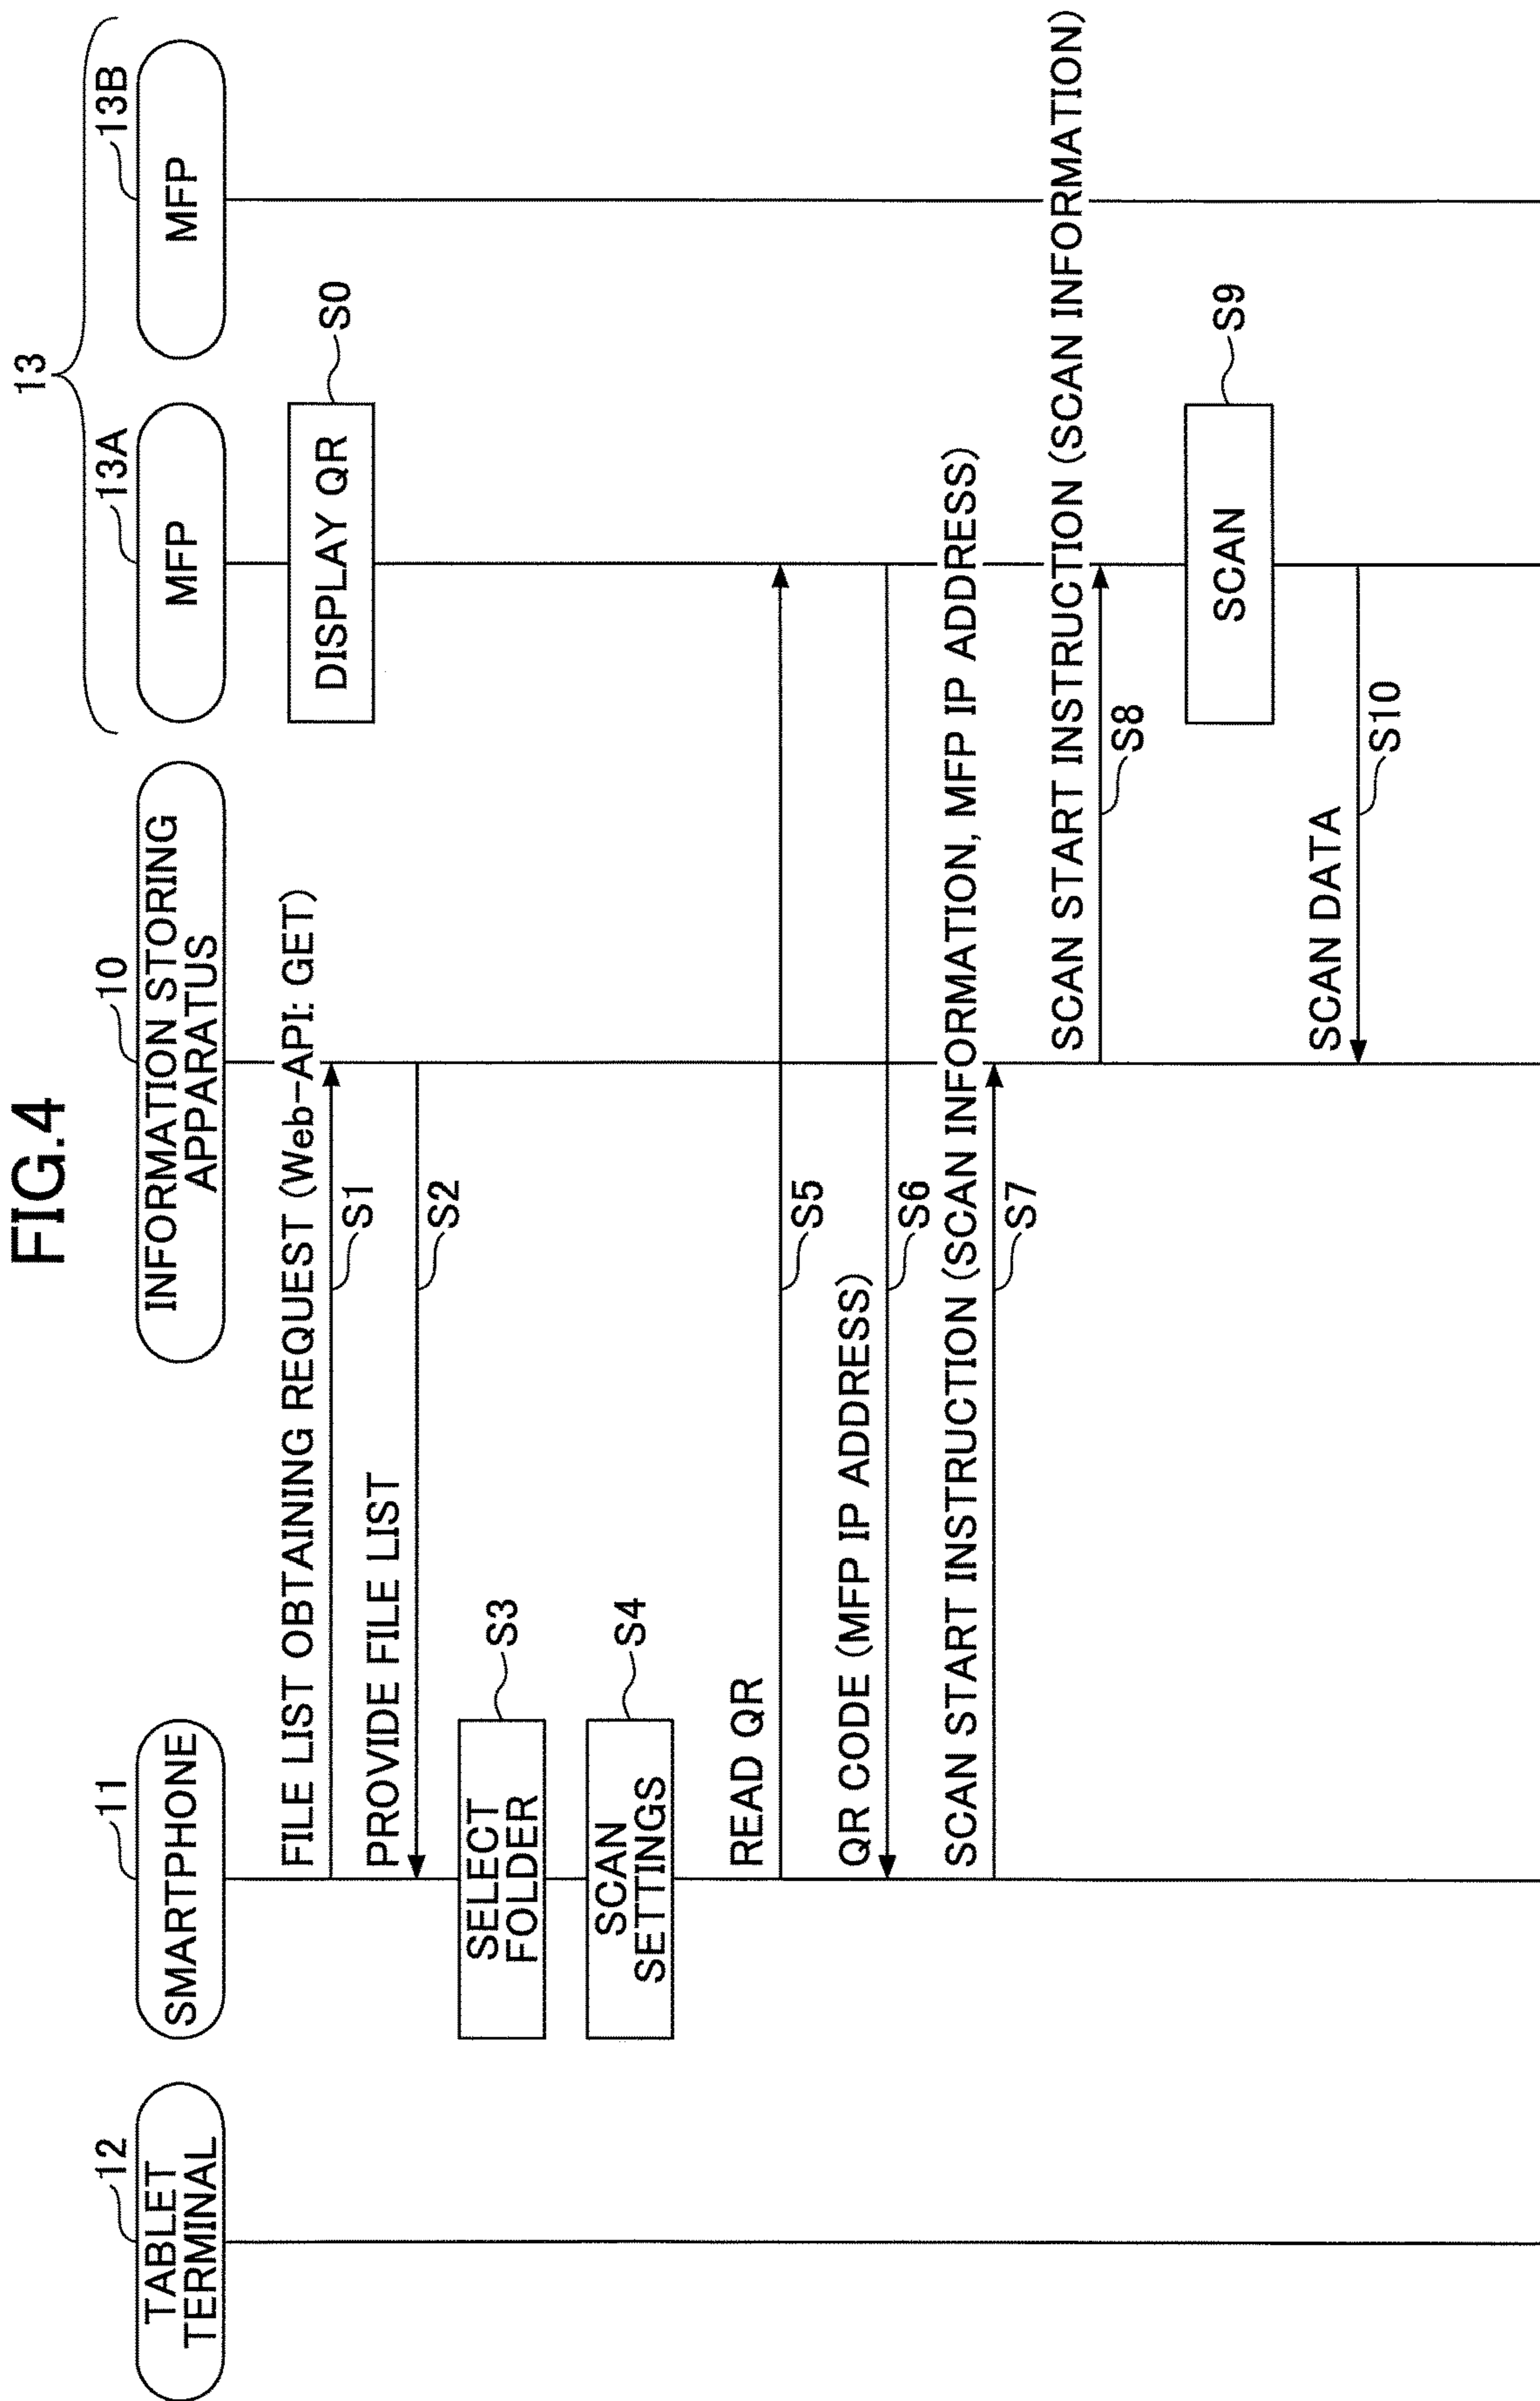 FIG.4
12
TABLET
TERMINAL
11
SMARTPHONE
10
INFORMATION STORING
APPARATUS
13
13A
MFP
13B
MFP
DISPLAY QR
S0
FILE LIST OBTAINING REQUEST (Web-API: GET)
S1
PROVIDE FILE LIST
S2
SELECT
FOLDER
S3
SCAN
SETTINGS
S4
READ QR
S5
QR CODE (MFP IP ADDRESS)
S6
SCAN START INSTRUCTION (SCAN INFORMATION, MFP IP ADDRESS)
S7
SCAN START INSTRUCTION (SCAN INFORMATION)
S8
SCAN
S9
SCAN DATA
S10